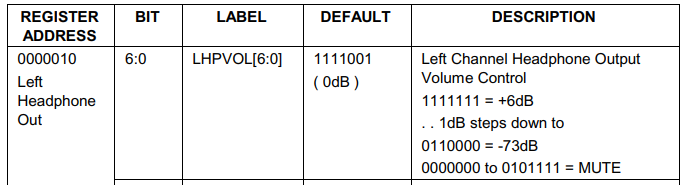 REGISTER ADDRESS BIT LABEL DEFAULT DESCRIPTION
0000010 6:0 LHPVOL[6:0] 1111001 Left Channel Headphone Output
Left ( 0dB ) Volume Control
Headphone 1111111 = +6dB
Out . . 1dB steps down to
0110000 = -73dB
0000000 to 0101111 = MUTE